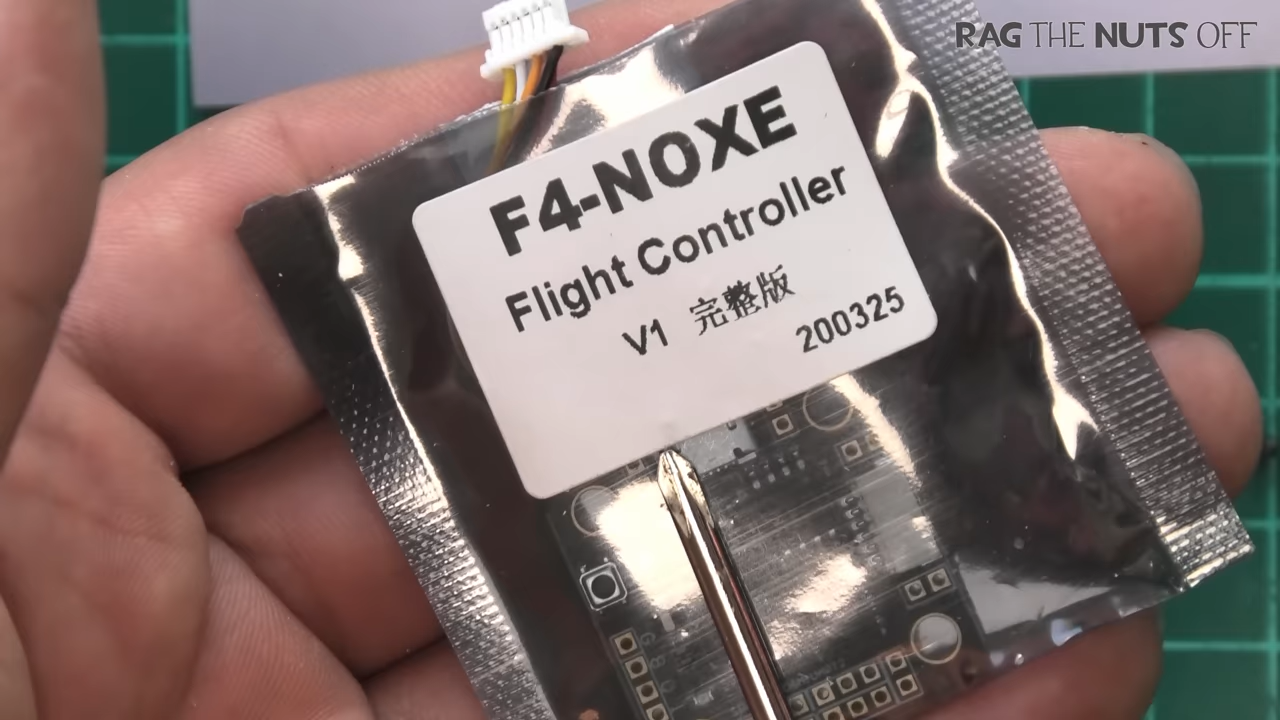 RAG THE NUTS OFF
F4-NOXE
Flight Controller
V1 完整版
200325